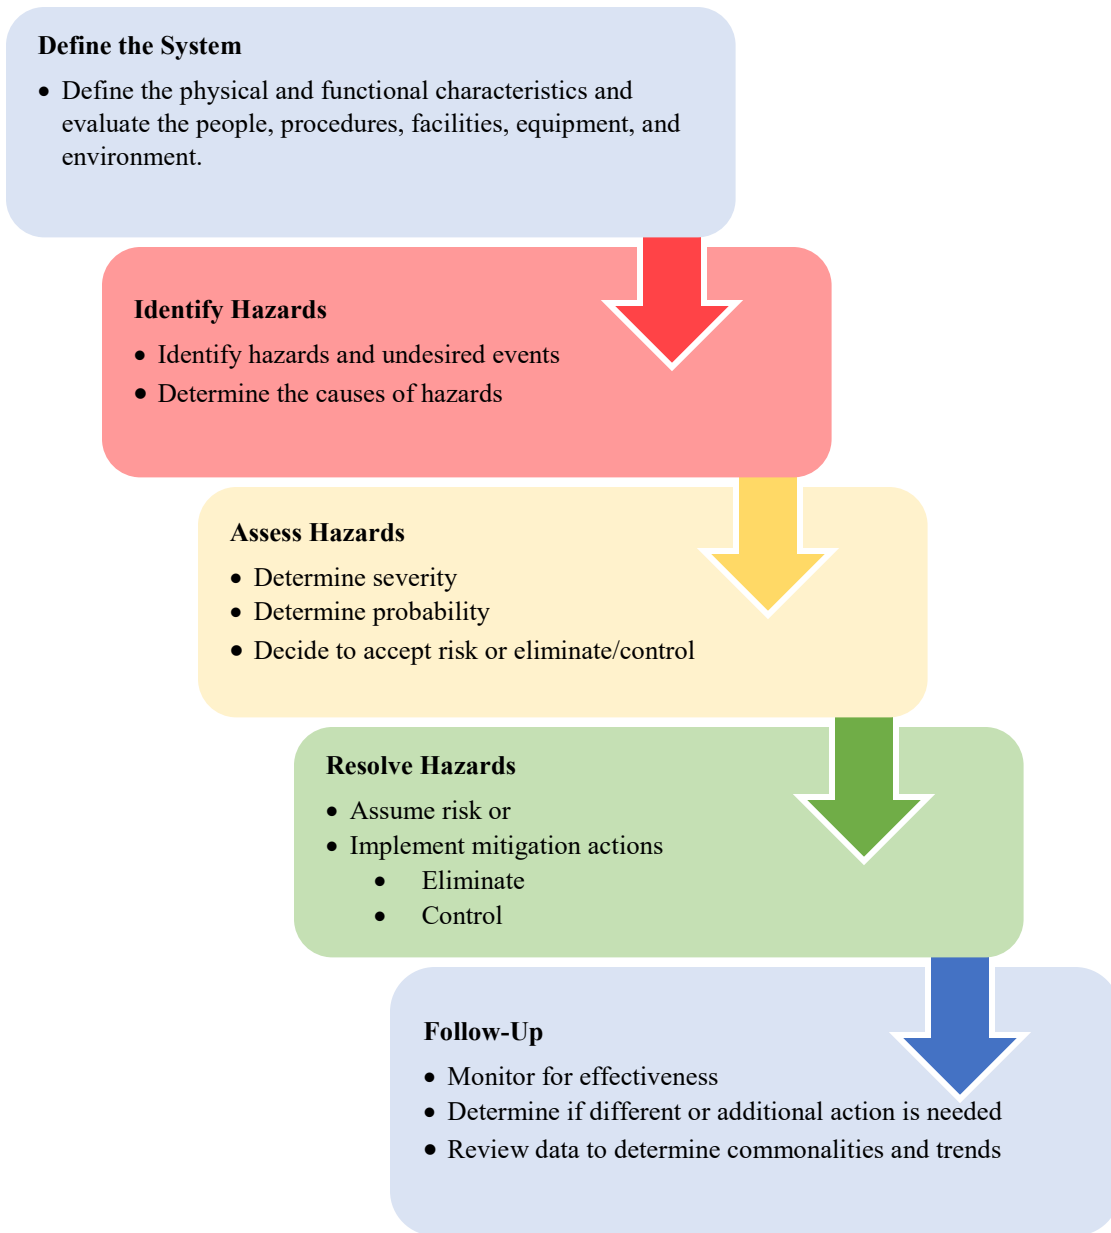 Define the System
• Define the physical and functional characteristics and
evaluate the people, procedures, facilities, equipment, and
environment.
Identify Hazards
• Identify hazards and undesired events
• Determine the causes of hazards
Assess Hazards
• Determine severity
• Determine probability
• Decide to accept risk or eliminate/control
Resolve Hazards
• Assume risk or
• Implement mitigation actions
• Eliminate
• Control
Follow-Up
• Monitor for effectiveness
• Determine if different or additional action is needed
• Review data to determine commonalities and trends